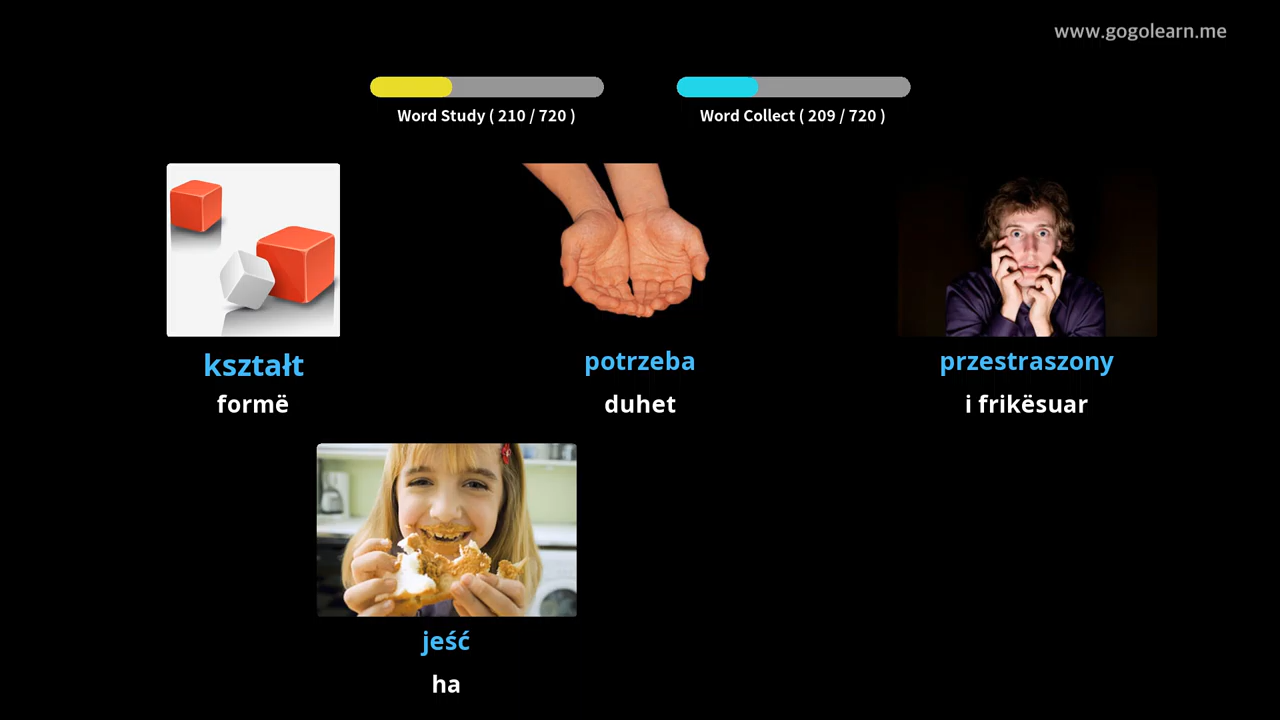 www.gogolearn.me
Word Study ( 210 / 720 )
Word Collect ( 209 / 720 )
kształt
formë
potrzeba
duhet
przestraszony
i frikësuar
jeść
ha